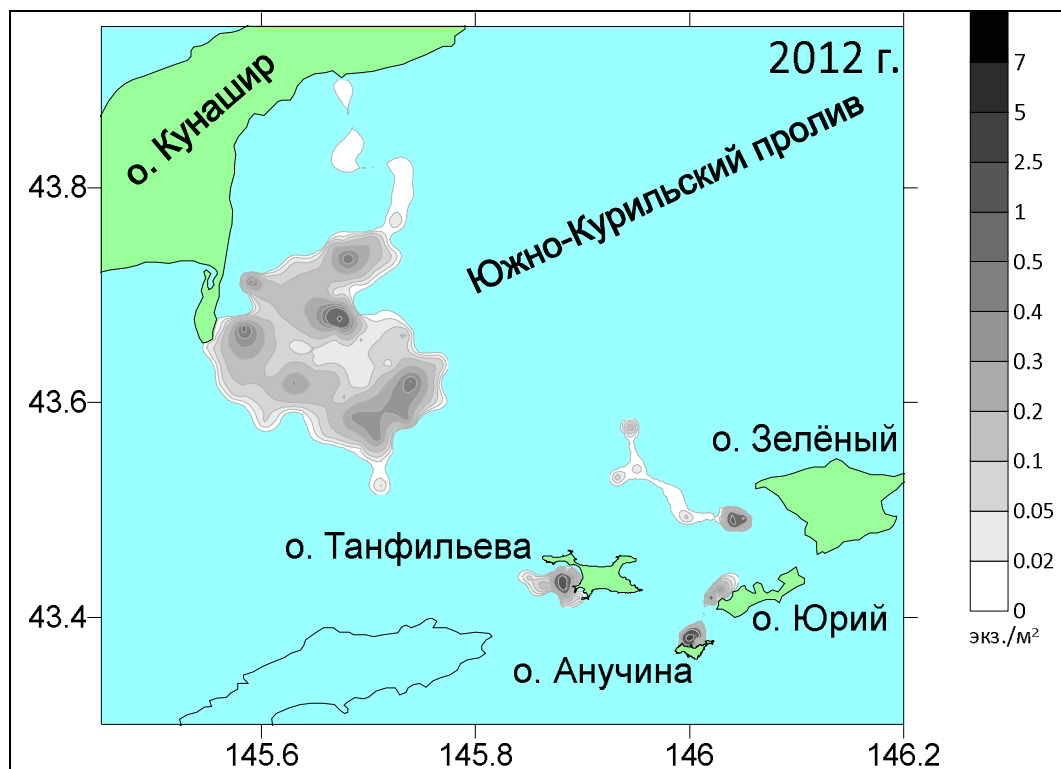 2012 г.
о. Кунашир
Южно-Курильский пролив
о. Зелёный
о. Танфильева
о. Юрий
о. Анучина
43.8
43.6
43.4
145.6
145.8
146
146.2
7
5
2.5
1
0.5
0.4
0.3
0.2
0.1
0.05
0.02
0
экз./м²